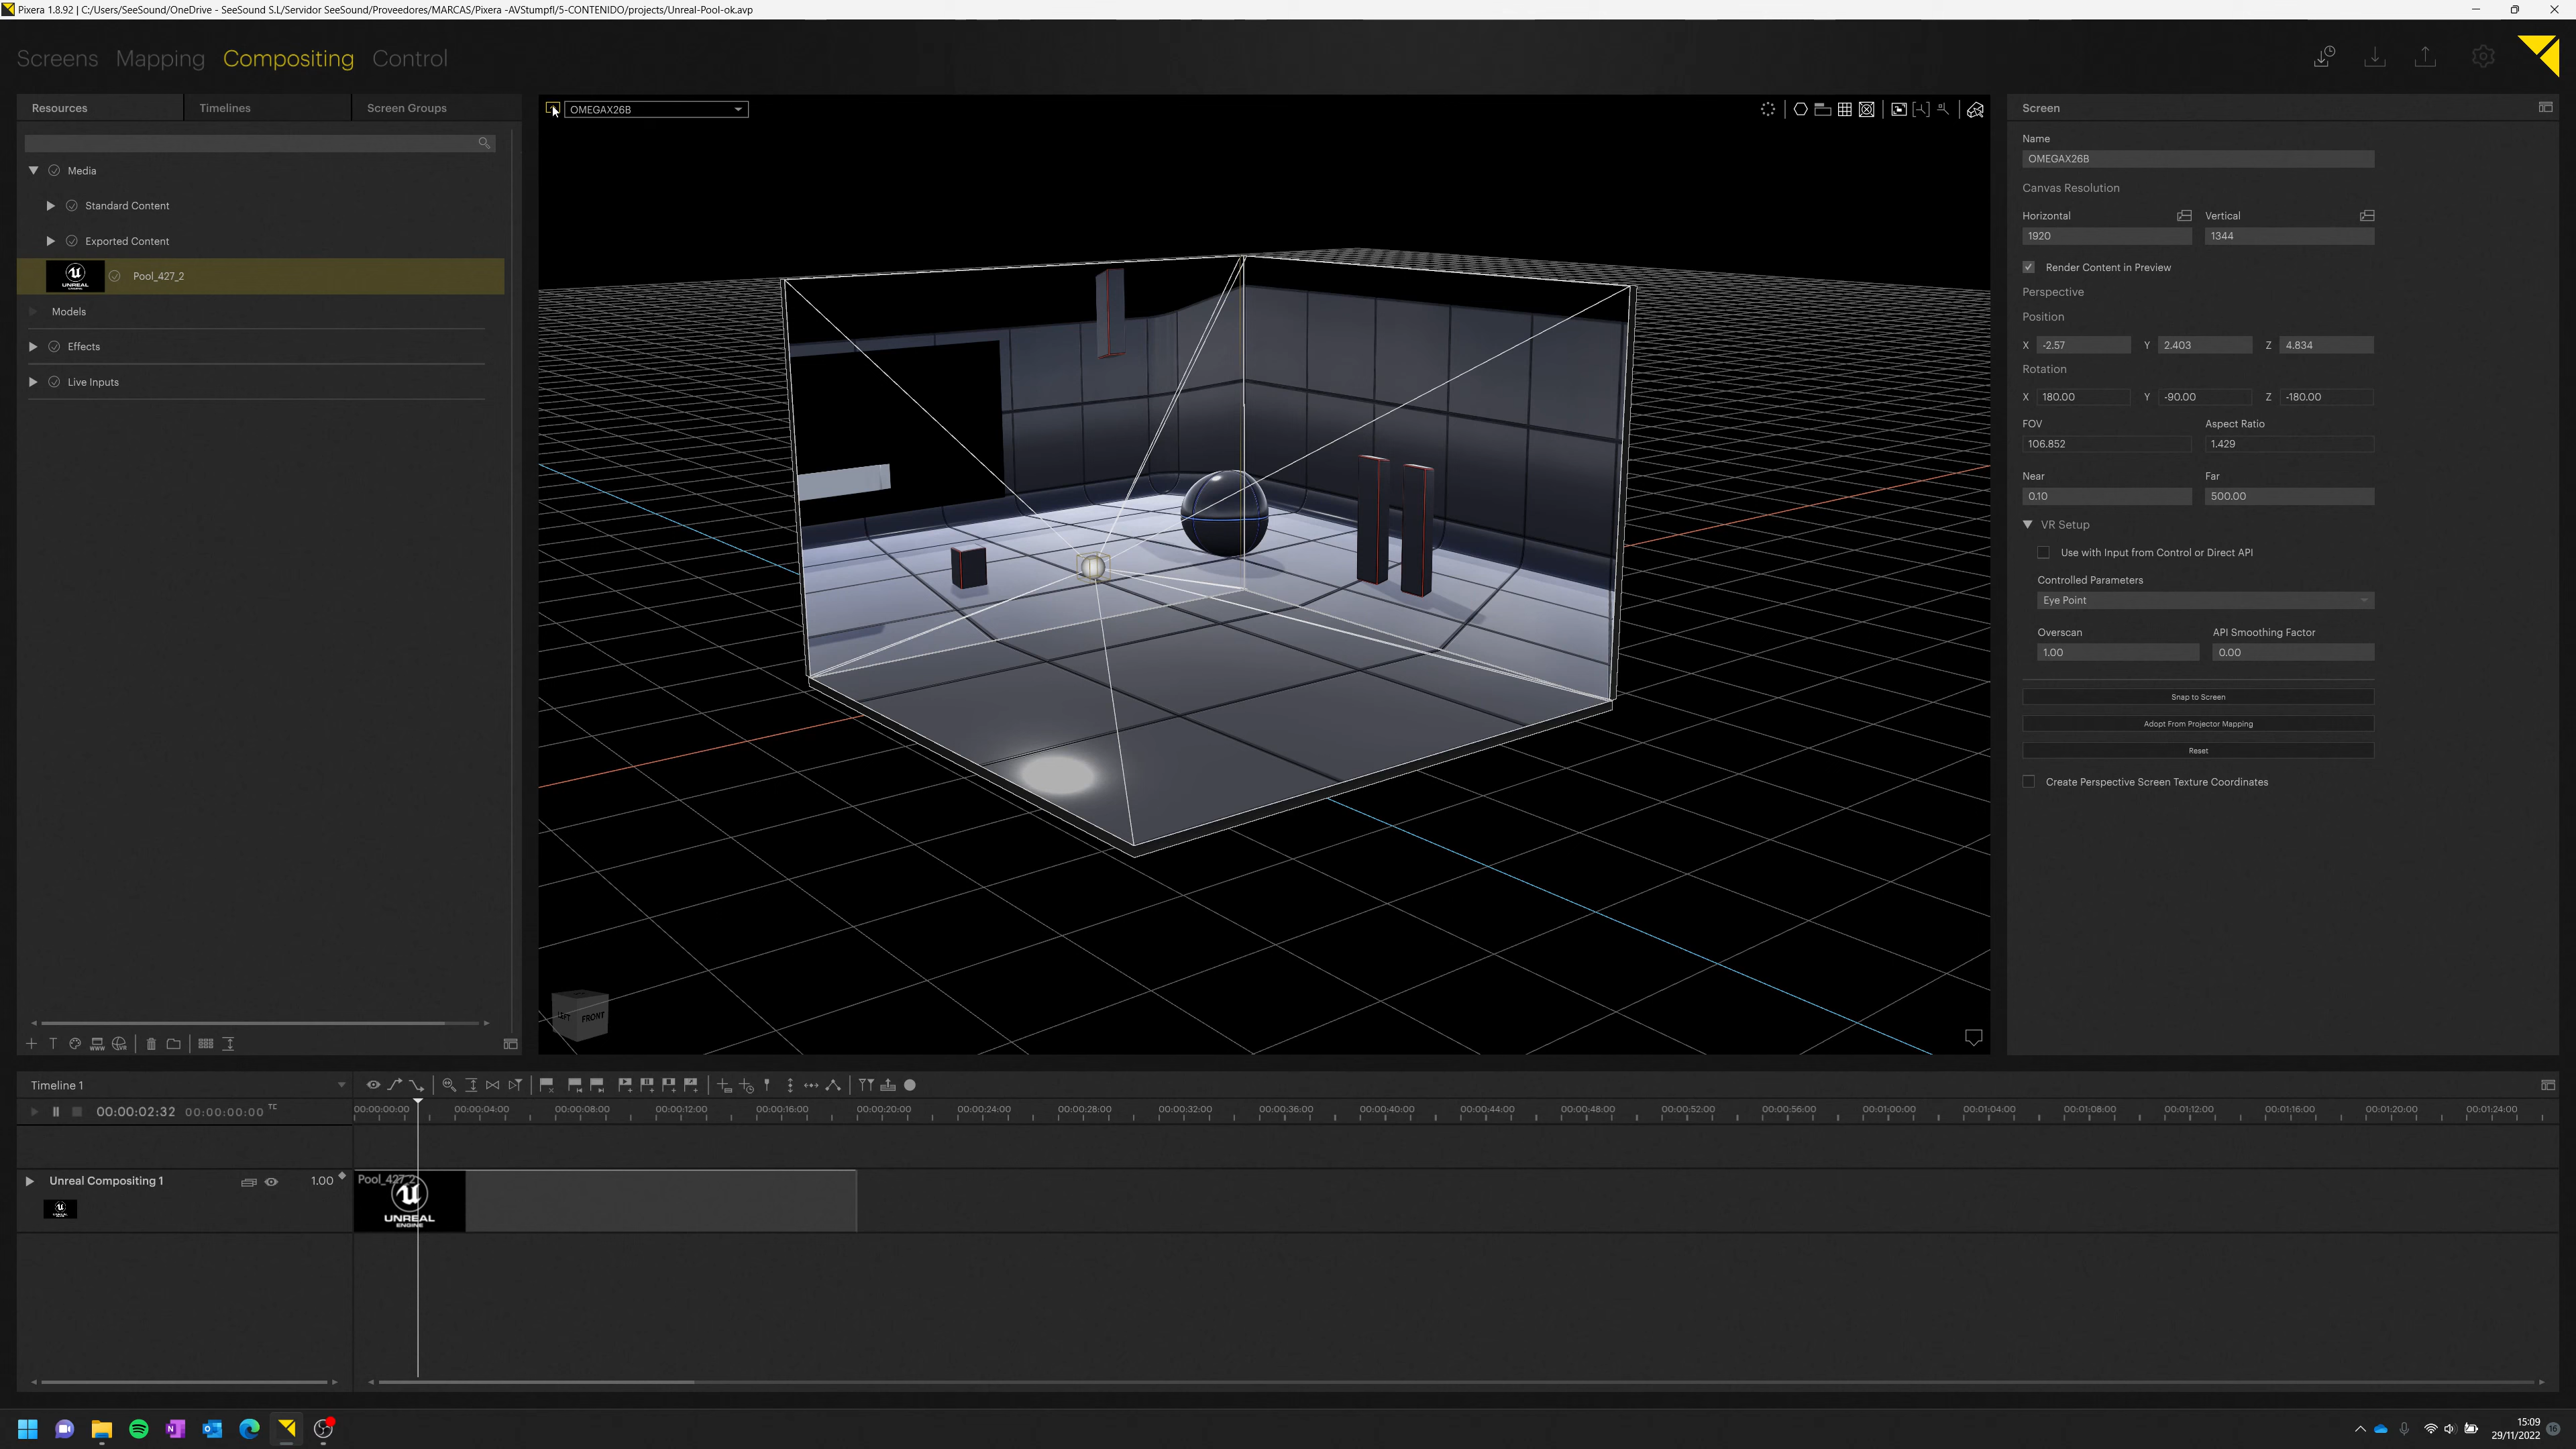 Pixera 1.8.92 | C:/Users/SeeSound/OneDrive - SeeSound S.L/Servidor SeeSound/Proveedores/MARCAS/Pixera -AVStumpfl/5-CONTENIDO/projects/Unreal-Pool-ok.avp
Screens Mapping Compositing Control
Resources Timelines Screen Groups
OMEGAX26B
Media
Standard Content
Exported Content
UNREAL
Pool_427_2
Models
Effects
Live Inputs
WWW
VR
LEFT FRONT
Screen
Name
OMEGAX26B
Canvas Resolution
Horizontal Vertical
1920 1344
Render Content in Preview
Perspective
Position
X -2.57 Y 2.403 Z 4.834
Rotation
X 180.00 Y -90.00 Z -180.00
FOV Aspect Ratio
106.852 1.429
Near Far
0.10 500.00
VR Setup
Use with Input from Control or Direct API
Controlled Parameters
Eye Point
Overscan API Smoothing Factor
1.00 0.00
Snap to Screen
Adopt From Projector Mapping
Reset
Create Perspective Screen Texture Coordinates
Timeline 1
00:00:02:32 00:00:00:00 TC
00:00:00:00 00:00:04:00 00:00:08:00 00:00:12:00 00:00:16:00 00:00:20:00 00:00:24:00 00:00:28:00 00:00:32:00 00:00:36:00 00:00:40:00 00:00:44:00 00:00:48:00 00:00:52:00 00:00:56:00 00:01:00:00 00:01:04:00 00:01:08:00 00:01:12:00 00:01:16:00 00:01:20:00 00:01:24:00
Unreal Compositing 1 1.00
Pool_427_2
UNREAL
ENGINE
15:09
29/11/2022
16